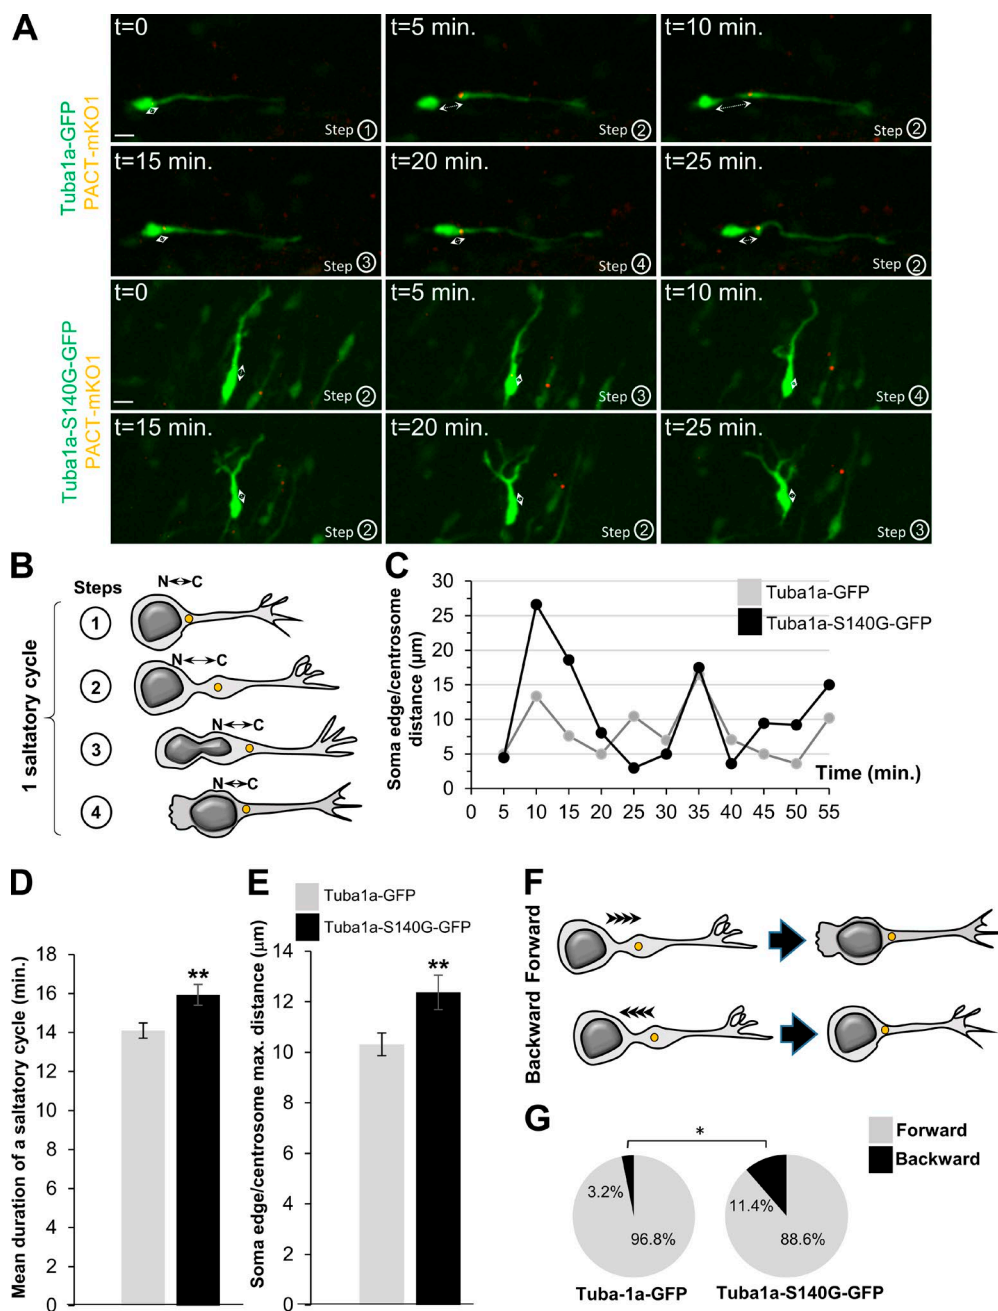 A
Tuba1a-GFP
PACT-mKO1
t=0
Step 1
t=5 min.
Step 2
t=10 min.
Step 2
t=15 min.
Step 3
t=20 min.
Step 4
t=25 min.
Step 2
Tuba1a-S140G-GFP
PACT-mKO1
t=0
Step 2
t=5 min.
Step 3
t=10 min.
Step 4
t=15 min.
Step 2
t=20 min.
Step 2
t=25 min.
Step 3
B
Steps
1 saltatory cycle
N C
1
N C
2
N C
3
N C
4
C
Soma edge/centrosome
distance (µm)
30
25
20
15
10
5
0
Tuba1a-GFP
Tuba1a-S140G-GFP
Time (min.)
0 5 10 15 20 25 30 35 40 45 50 55
D
Mean duration of a saltatory cycle (min.)
18
16
14
12
10
8
6
4
2
0
**
E
Tuba1a-GFP
Tuba1a-S140G-GFP
Soma edge/centrosome max. distance (µm)
14
12
10
8
6
4
2
0
**
F
Forward
Backward
G
*
Forward
Backward
3.2%
96.8%
11.4%
88.6%
Tuba-1a-GFP
Tuba1a-S140G-GFP